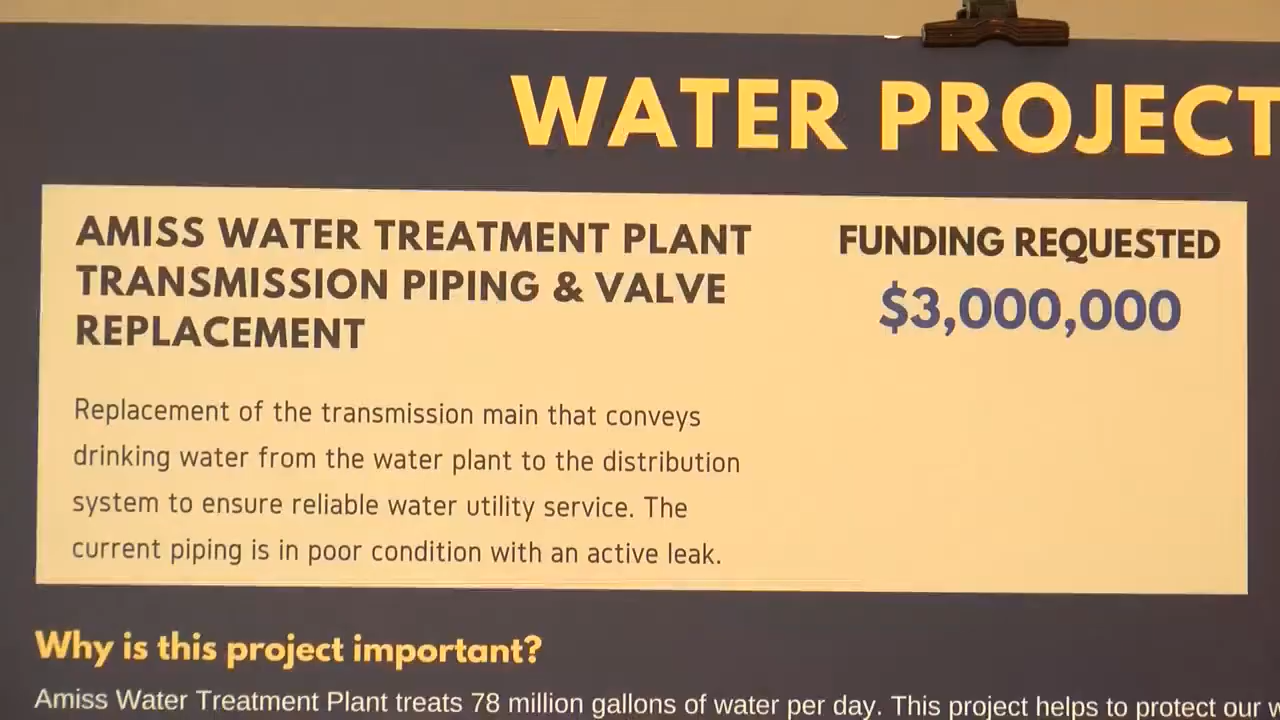 WATER PROJECT
AMISS WATER TREATMENT PLANT
TRANSMISSION PIPING & VALVE
REPLACEMENT
FUNDING REQUESTED
$3,000,000
Replacement of the transmission main that conveys
drinking water from the water plant to the distribution
system to ensure reliable water utility service. The
current piping is in poor condition with an active leak.
Why is this project important?
Amiss Water Treatment Plant treats 78 million gallons of water per day. This project helps to protect our